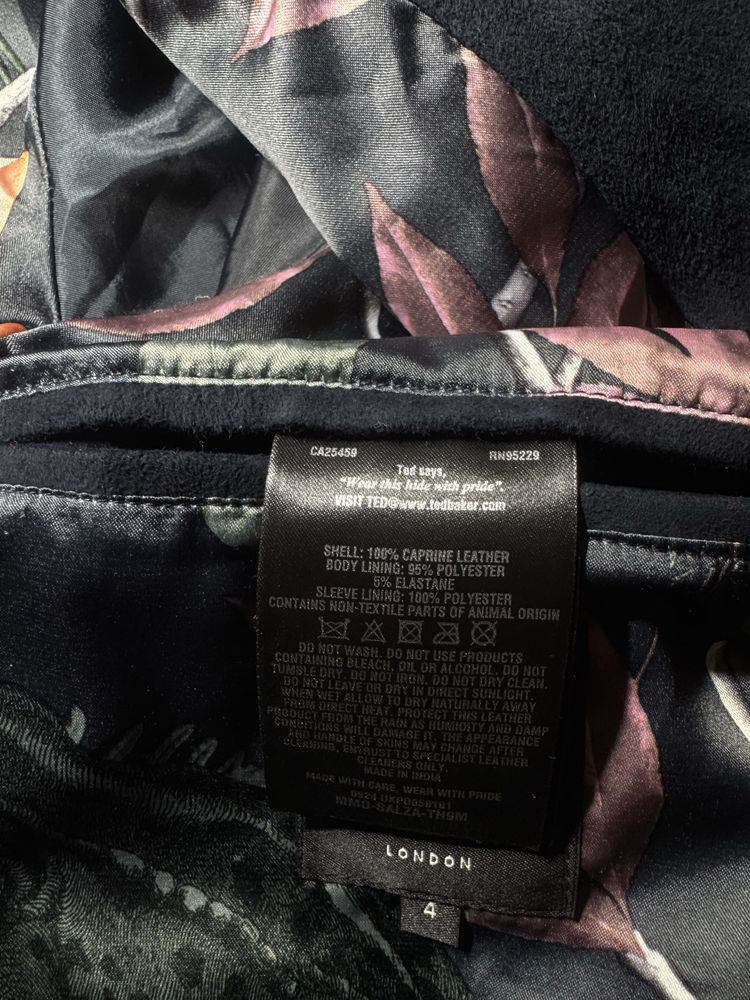 CA25459 RN95229
Ted says,
"Wear this hide with pride".
VISIT TED@www.tedbaker.com
SHELL: 100% CAPRINE LEATHER
BODY LINING: 95% POLYESTER
5% ELASTANE
SLEEVE LINING: 100% POLYESTER
CONTAINS NON-TEXTILE PARTS OF ANIMAL ORIGIN
DO NOT WASH. DO NOT USE PRODUCTS
CONTAINING BLEACH, OIL OR ALCOHOL. DO NOT
TUMBLE DRY. DO NOT IRON. DO NOT DRY CLEAN.
DO NOT LEAVE OR DRY IN DIRECT SUNLIGHT.
WHEN WET ALLOW TO DRY NATURALLY AWAY
FROM DIRECT HEAT. PROTECT THIS LEATHER
PRODUCT FROM THE RAIN AS HUMIDITY AND DAMP
CONDITIONS WILL DAMAGE IT. THE APPEARANCE
AND HANDLE OF SKINS MAY CHANGE AFTER
CLEANING, ENTRUST TO SPECIALIST LEATHER
CLEANERS ONLY.
MADE IN INDIA
MADE WITH CARE, WEAR WITH PRIDE
0924 UKP0058161
MMO-SALZA-TH9M
LONDON
4